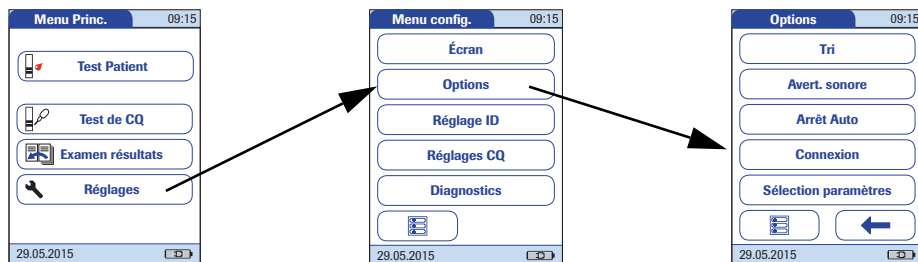 Menu Princ. 09:15
Test Patient
Test de CQ
Examen résultats
Réglages
29.05.2015
Menu config. 09:15
Écran
Options
Réglage ID
Réglages CQ
Diagnostics
29.05.2015
Options 09:15
Tri
Avert. sonore
Arrêt Auto
Connexion
Sélection paramètres
29.05.2015